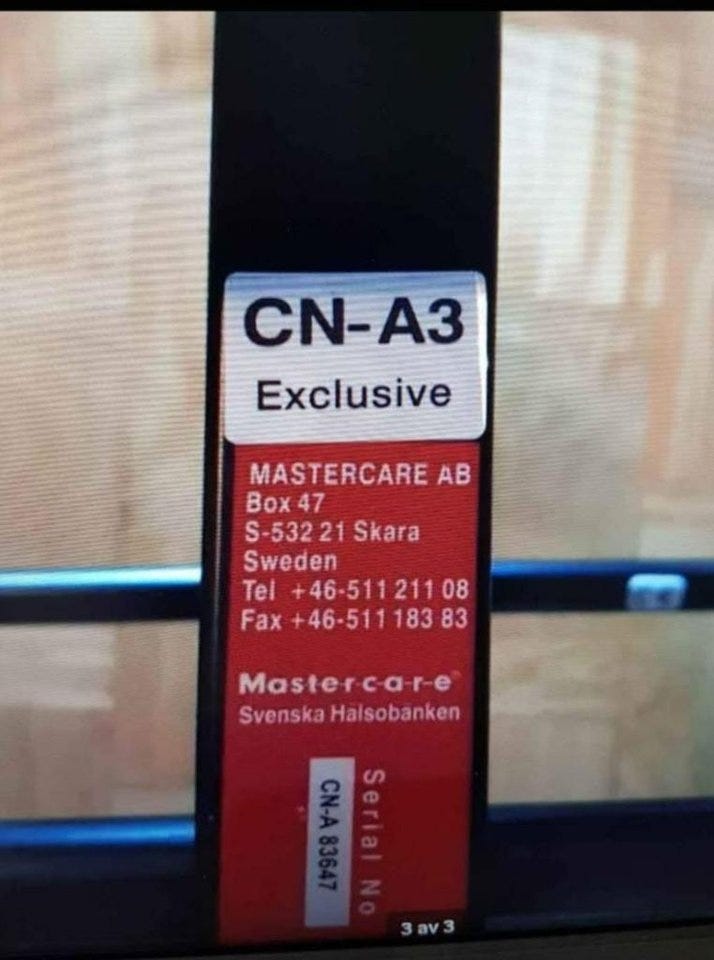 CN-A3
Exclusive
MASTERCARE AB
Box 47
S-532 21 Skara
Sweden
Tel +46-511 211 08
Fax +46-511 183 83
Master-c-a-r-e
Svenska Halsobanken
Serial No
CN-A 83647
3 av 3